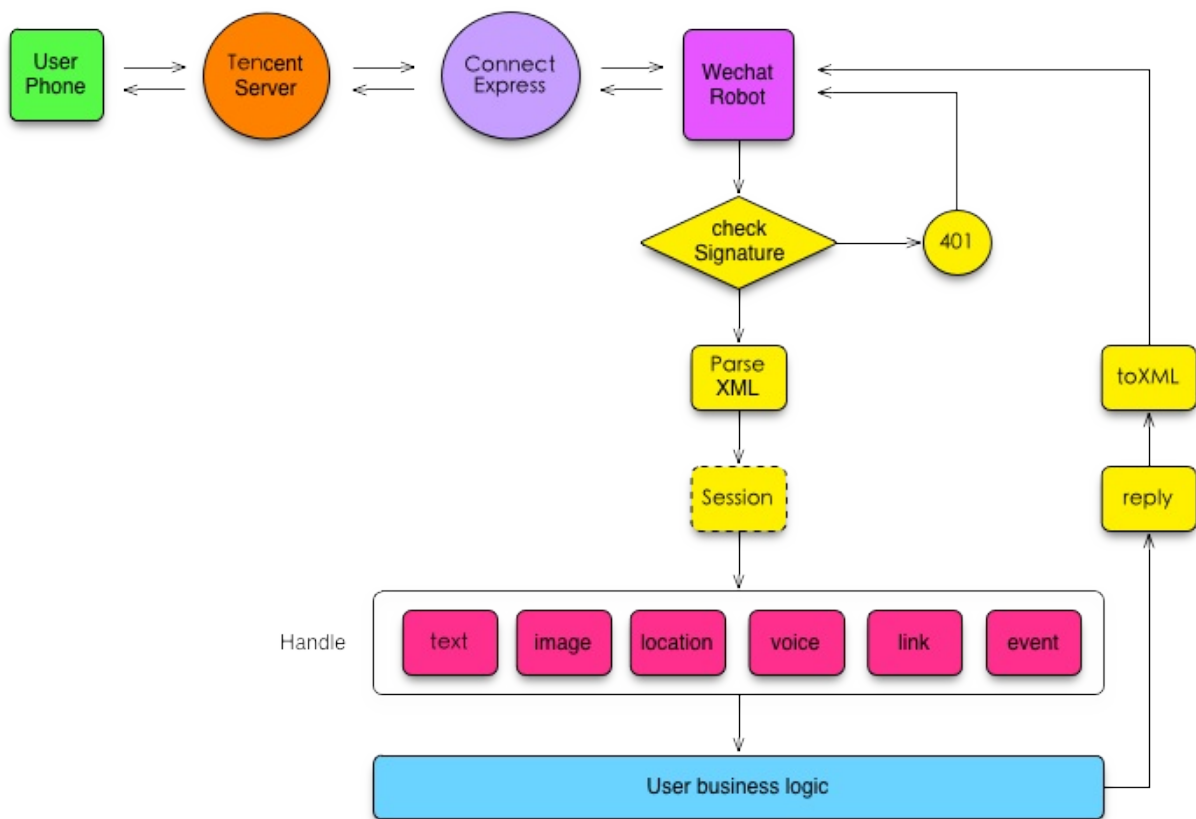 User
Phone
Tencent
Server
Connect
Express
Wechat
Robot
check
Signature
401
Parse
XML
toXML
Session
reply
Handle
text
image
location
voice
link
event
User business logic